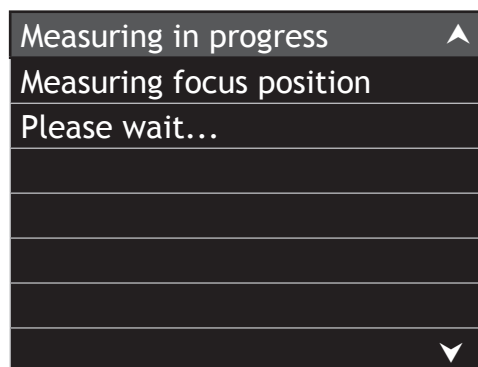 Measuring in progress
Measuring focus position
Please wait...